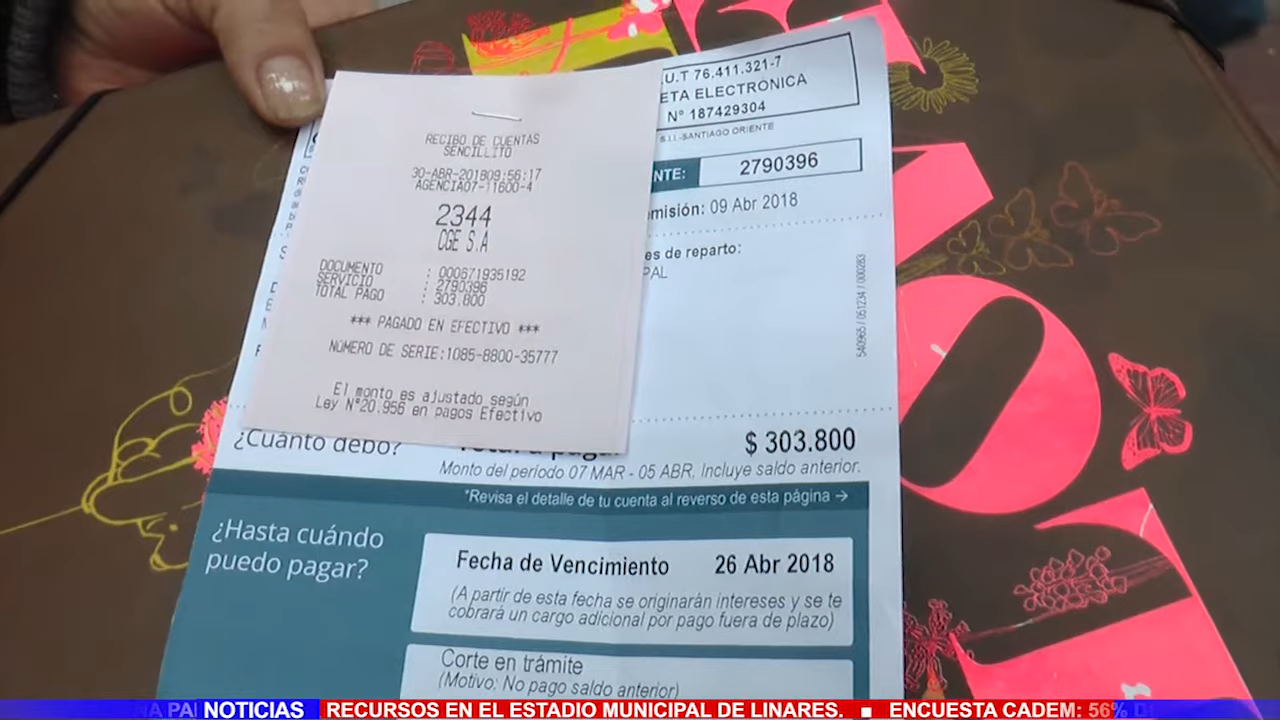 RECIBO DE CUENTAS
SENCILLITO
30-ABR-201809:56:17
AGENCIA07-11600-4
2344
CGE S.A
DOCUMENTO : 000671935192
SERVICIO : 2790396
TOTAL PAGO : 303.800
*** PAGADO EN EFECTIVO ***
NÚMERO DE SERIE:1085-8800-35777
El monto es ajustado según
Ley N°20.956 en pagos Efectivo
.U.T 76.411.321-7
ETA ELECTRONICA
N° 187429304
S.I.I.-SANTIAGO ORIENTE
NTE: 2790396
misión: 09 Abr 2018
es de reparto:
PAL
540965 / 051234 / 000283
¿Cuánto debo?
$ 303.800
Monto del período 07 MAR - 05 ABR. Incluye saldo anterior.
*Revisa el detalle de tu cuenta al reverso de esta página →
¿Hasta cuándo
puedo pagar?
Fecha de Vencimiento 26 Abr 2018
(A partir de esta fecha se originarán intereses y se te
cobrará un cargo adicional por pago fuera de plazo)
Corte en trámite
(Motivo: No pago saldo anterior)
NOTICIAS RECURSOS EN EL ESTADIO MUNICIPAL DE LINARES. ■ ENCUESTA CADEM: 56%